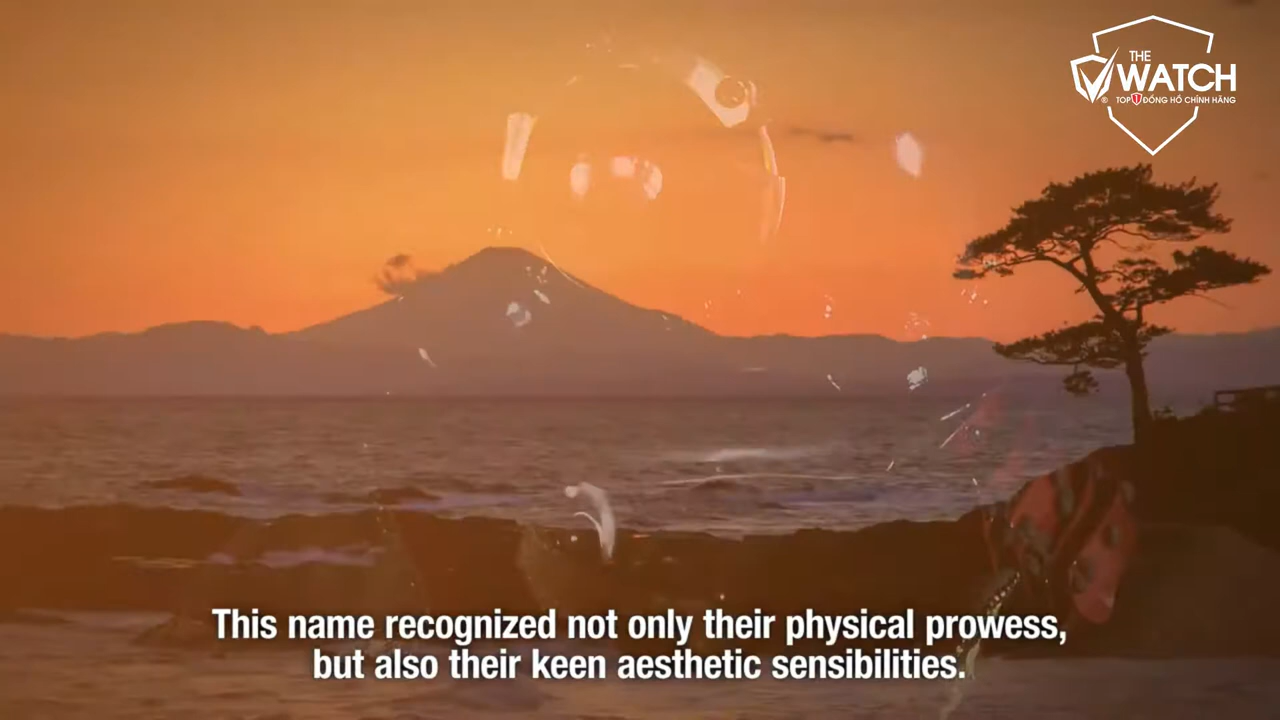 THE
WATCH
®
TOP 1 ĐỒNG HỒ CHÍNH HÃNG
This name recognized not only their physical prowess,
but also their keen aesthetic sensibilities.